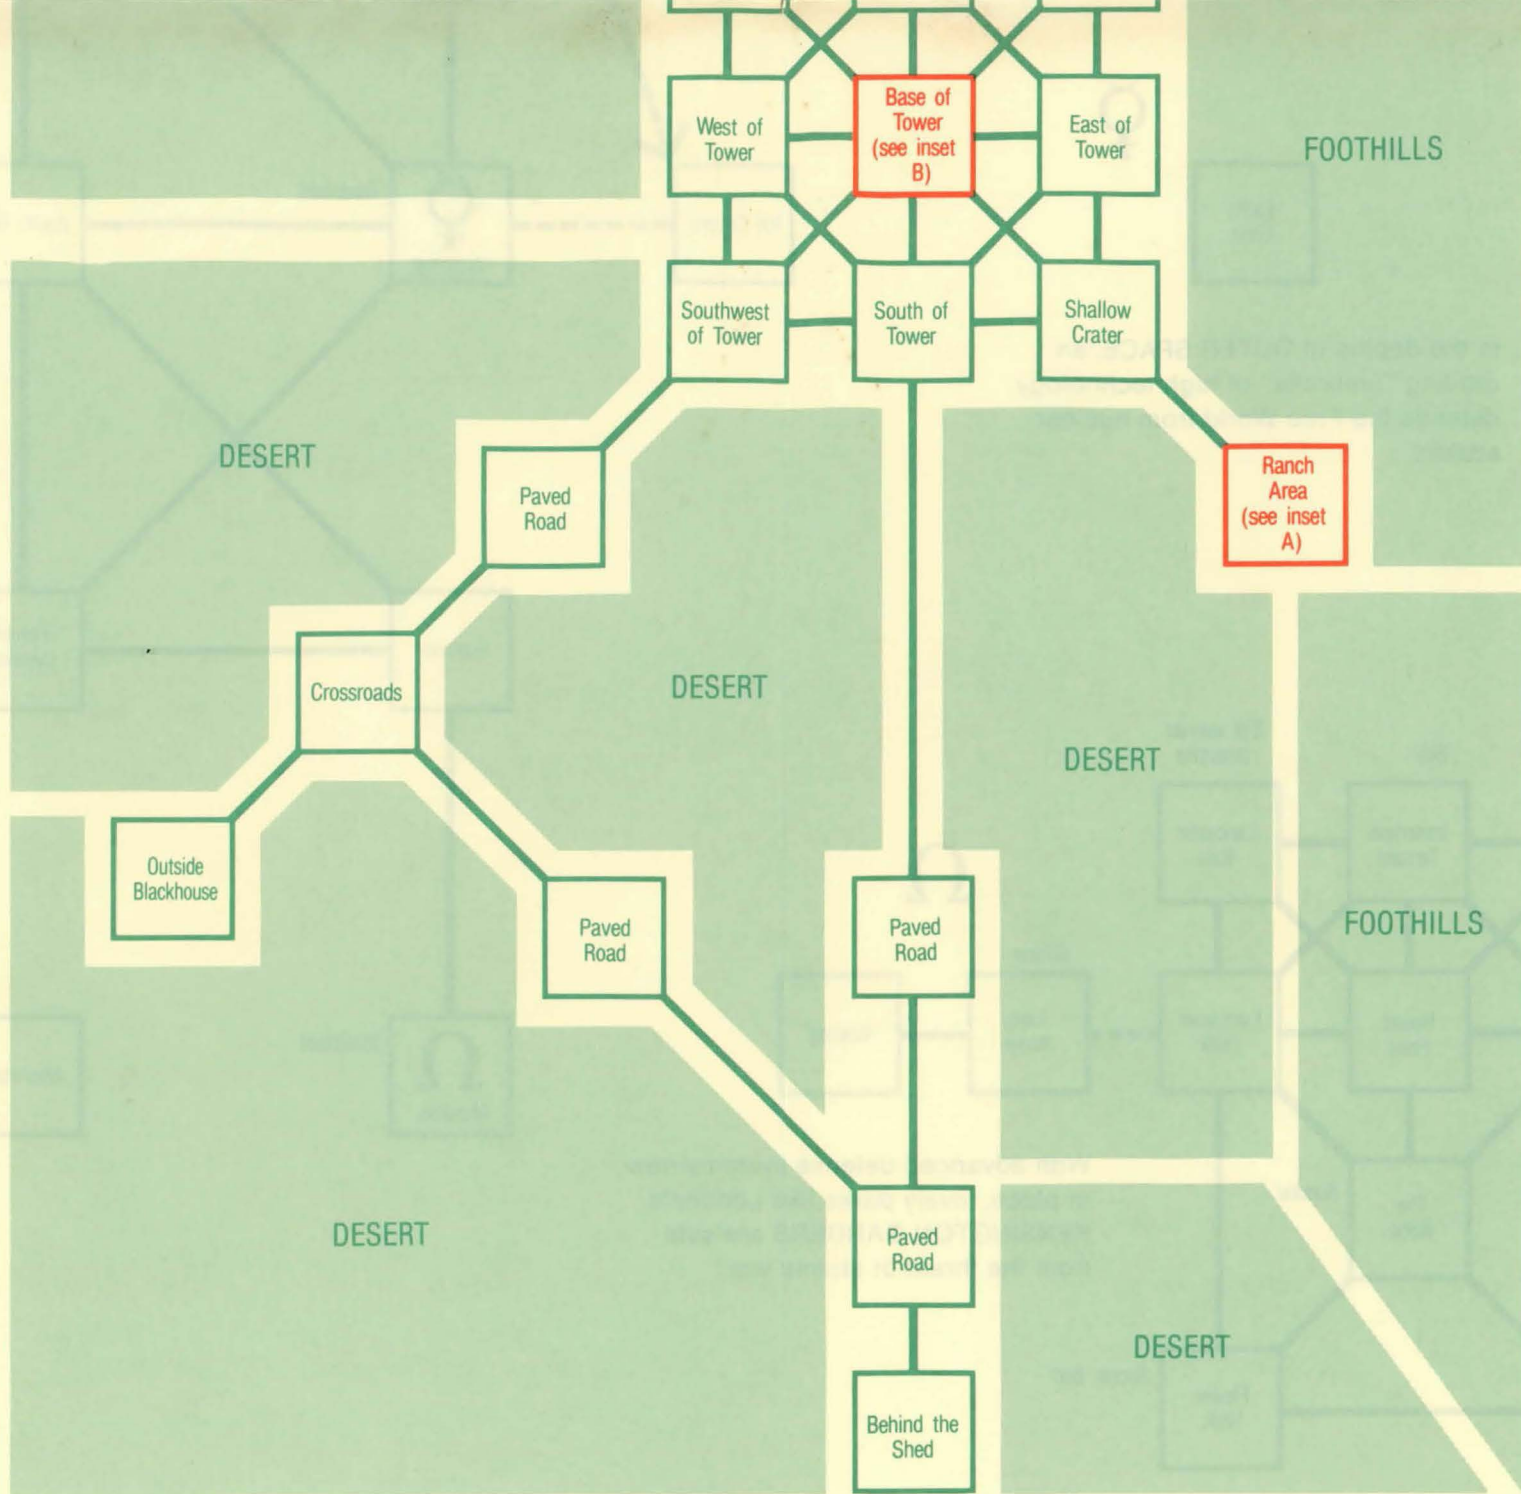 West of
Tower
Base of
Tower
(see inset
B)
East of
Tower
FOOTHILLS
Southwest
of Tower
South of
Tower
Shallow
Crater
DESERT
Paved
Road
Ranch
Area
(see inset
A)
Crossroads
DESERT
DESERT
Outside
Blackhouse
Paved
Road
Paved
Road
FOOTHILLS
DESERT
Paved
Road
DESERT
Behind the
Shed